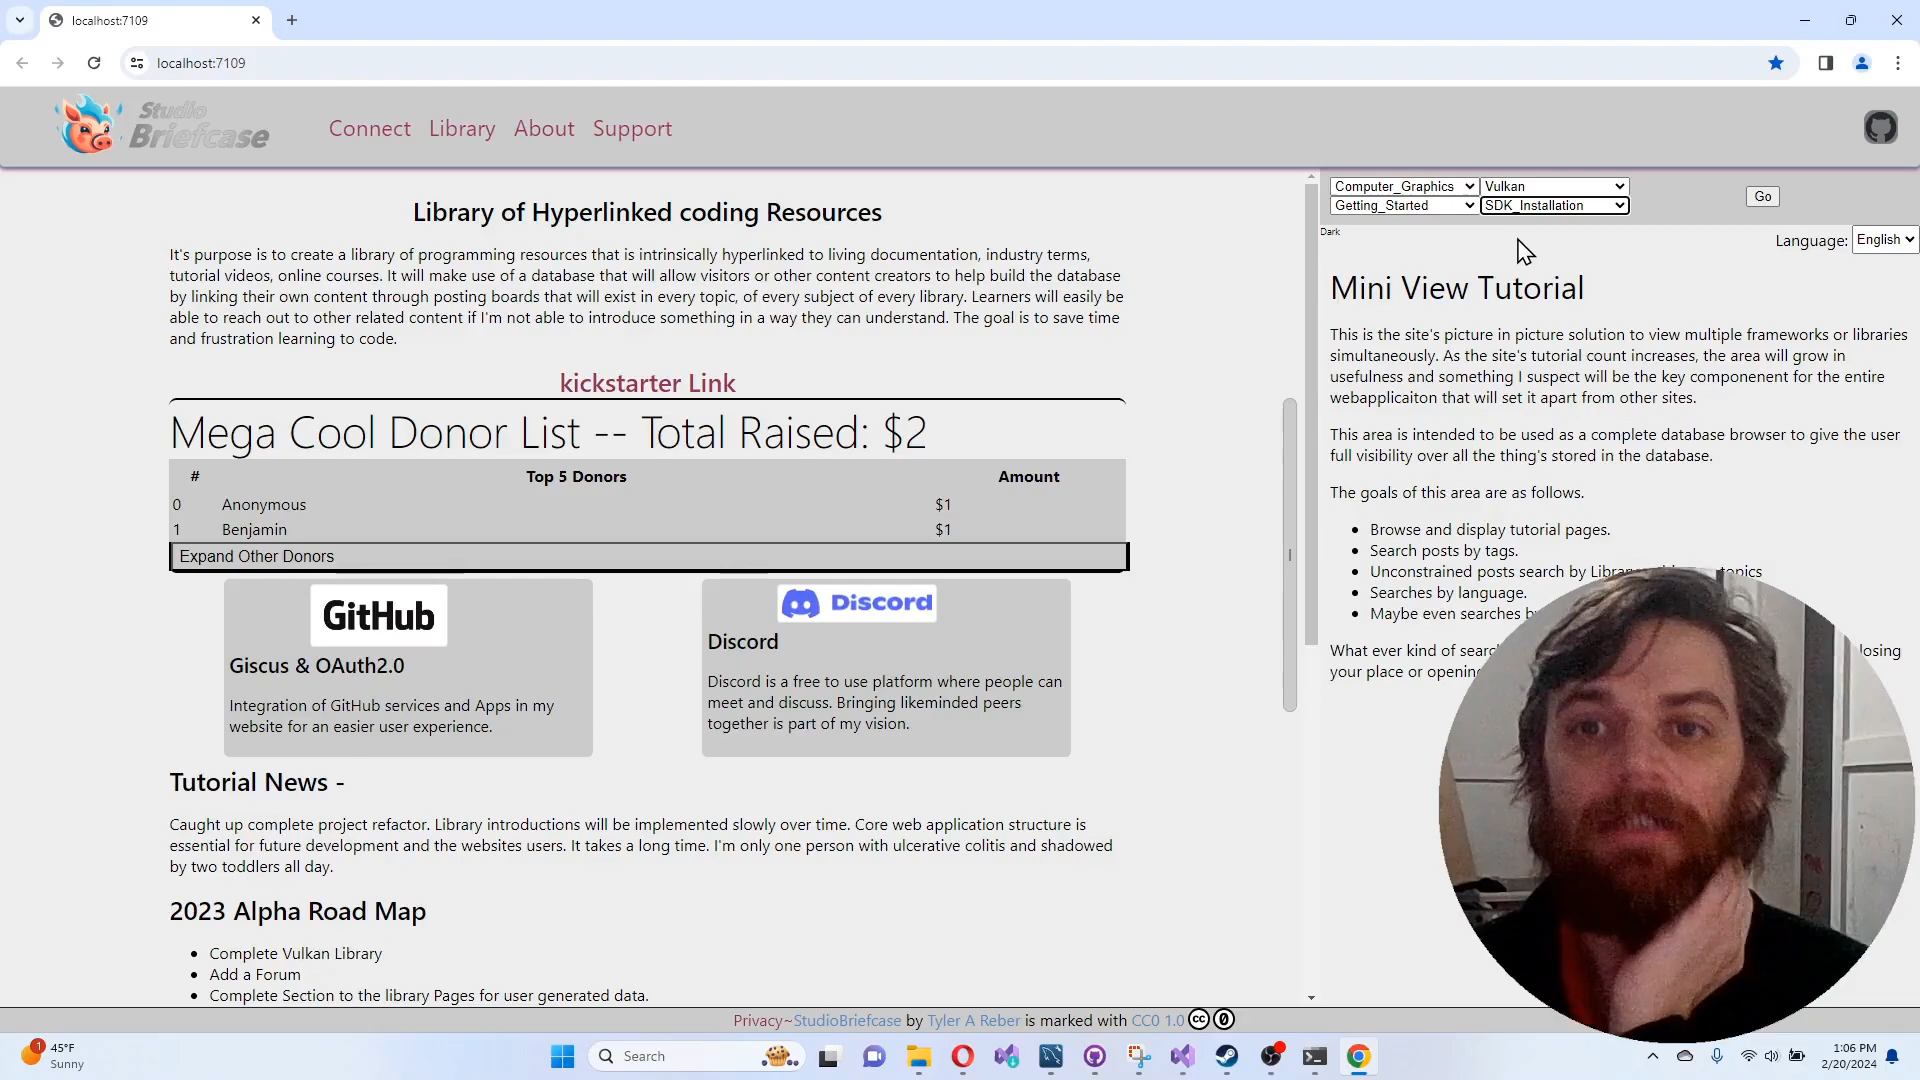 localhost:7109
localhost:7109
Studio
Briefcase
Connect Library About Support
Computer_Graphics Vulkan
Getting_Started SDK_Installation
Go
Dark
Language: English
Library of Hyperlinked coding Resources
It's purpose is to create a library of programming resources that is intrinsically hyperlinked to living documentation, industry terms,
tutorial videos, online courses. It will make use of a database that will allow visitors or other content creators to help build the database
by linking their own content through posting boards that will exist in every topic, of every subject of every library. Learners will easily be
able to reach out to other related content if I'm not able to introduce something in a way they can understand. The goal is to save time
and frustration learning to code.
kickstarter Link
Mega Cool Donor List -- Total Raised: $2
# Top 5 Donors Amount
0 Anonymous $1
1 Benjamin $1
Expand Other Donors
GitHub
Giscus & OAuth2.0
Integration of GitHub services and Apps in my
website for an easier user experience.
Discord
Discord
Discord is a free to use platform where people can
meet and discuss. Bringing likeminded peers
together is part of my vision.
Tutorial News -
Caught up complete project refactor. Library introductions will be implemented slowly over time. Core web application structure is
essential for future development and the websites users. It takes a long time. I'm only one person with ulcerative colitis and shadowed
by two toddlers all day.
2023 Alpha Road Map
Complete Vulkan Library
Add a Forum
Complete Section to the library Pages for user generated data.
Mini View Tutorial
This is the site's picture in picture solution to view multiple frameworks or libraries
simultaneously. As the site's tutorial count increases, the area will grow in
usefulness and something I suspect will be the key componenent for the entire
webapplicaiton that will set it apart from other sites.
This area is intended to be used as a complete database browser to give the user
full visibility over all the thing's stored in the database.
The goals of this area are as follows.
Browse and display tutorial pages.
Search posts by tags.
Unconstrained posts search by
Searches by language.
Maybe even searches
What ever kind of losing
your place or
Privacy~StudioBriefcase by Tyler A Reber is marked with CC0 1.0
cc 0
1
45°F
Sunny
Search
1:06 PM
2/20/2024